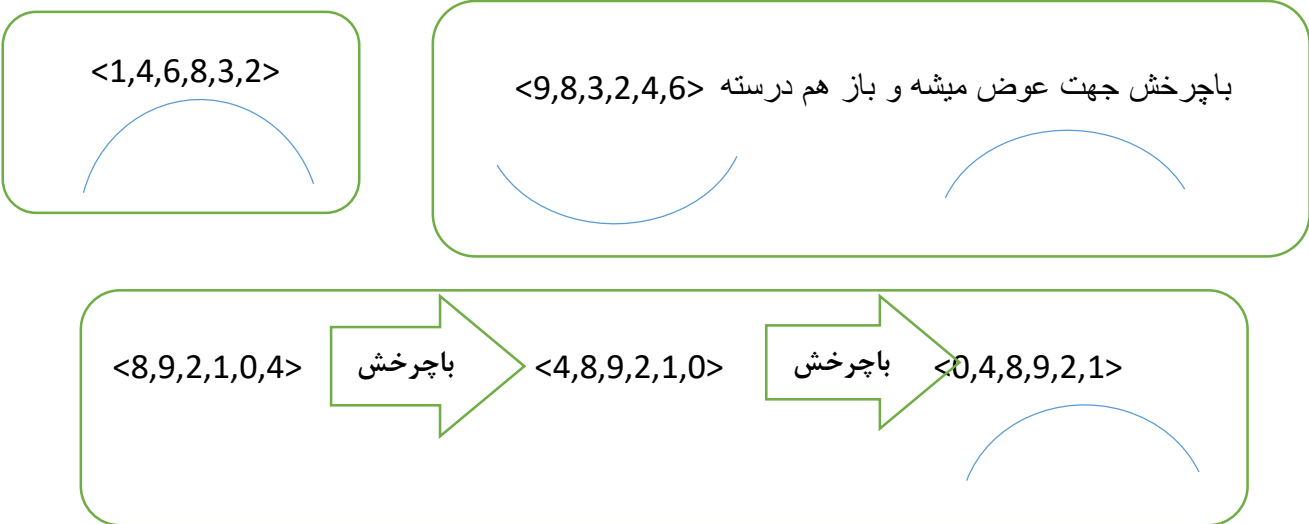 <1,4,6,8,3,2>
باچرخش جهت عوض میشه و باز هم درسته <9,8,3,2,4,6>
<8,9,2,1,0,4>
باچرخش
<4,8,9,2,1,0>
باچرخش
<0,4,8,9,2,1>